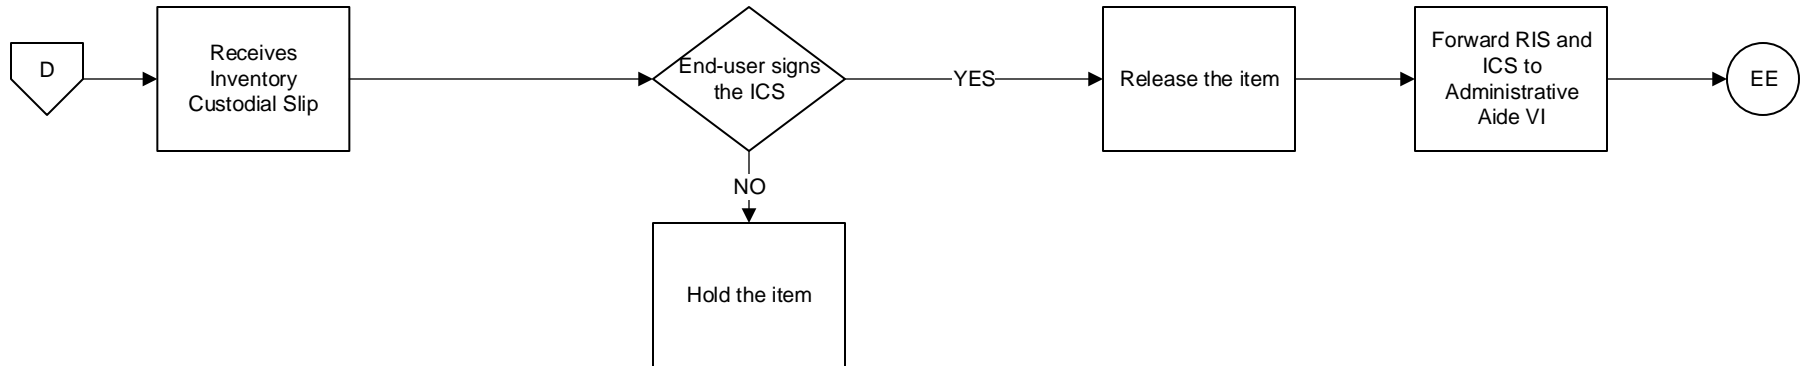 D
Receives
Inventory
Custodial Slip
End-user signs
the ICS
YES
Release the item
Forward RIS and
ICS to
Administrative
Aide VI
EE
NO
Hold the item